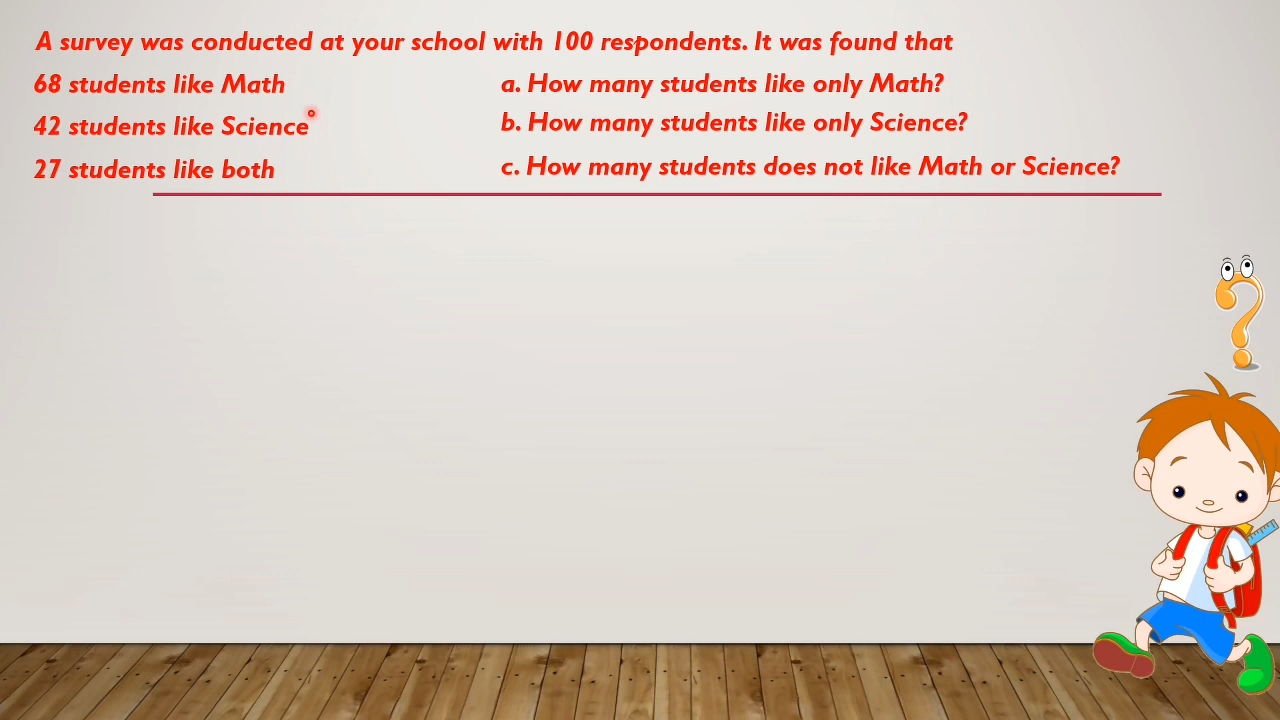 A survey was conducted at your school with 100 respondents. It was found that
68 students like Math
42 students like Science
27 students like both
a. How many students like only Math?
b. How many students like only Science?
c. How many students does not like Math or Science?